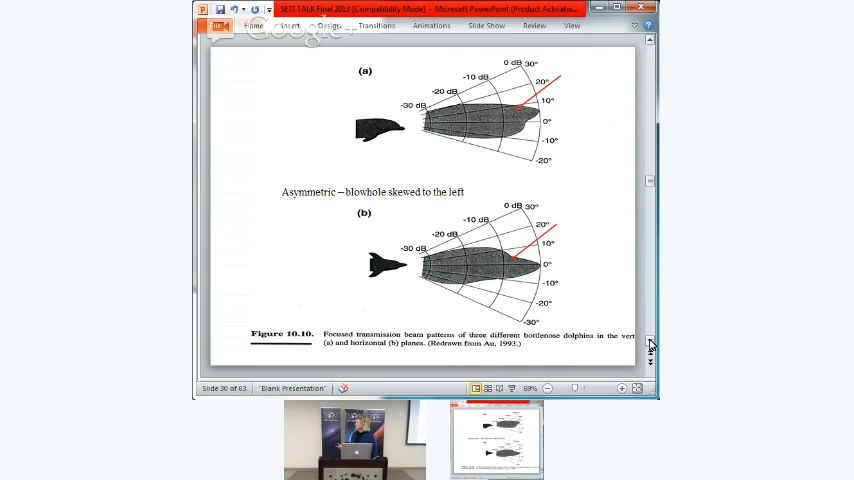 SETI TALK Final 2013 [Compatibility Mode] - Microsoft PowerPoint (Product Activatio...
File Home Insert Design Transitions Animations Slide Show Review View
Google+
(a)
0 dB 30°
-10 dB 20°
-20 dB 10°
-30 dB 0°
-10°
-20°
Asymmetric – blowhole skewed to the left
(b)
0 dB 30°
-10 dB 20°
-20 dB 10°
-30 dB 0°
-10°
-20°
-30°
Figure 10.10. Focused transmission beam patterns of three different bottlenose dolphins in the vert
(a) and horizontal (b) planes. (Redrawn from Au, 1993.)
Slide 30 of 63 "Blank Presentation" 69%